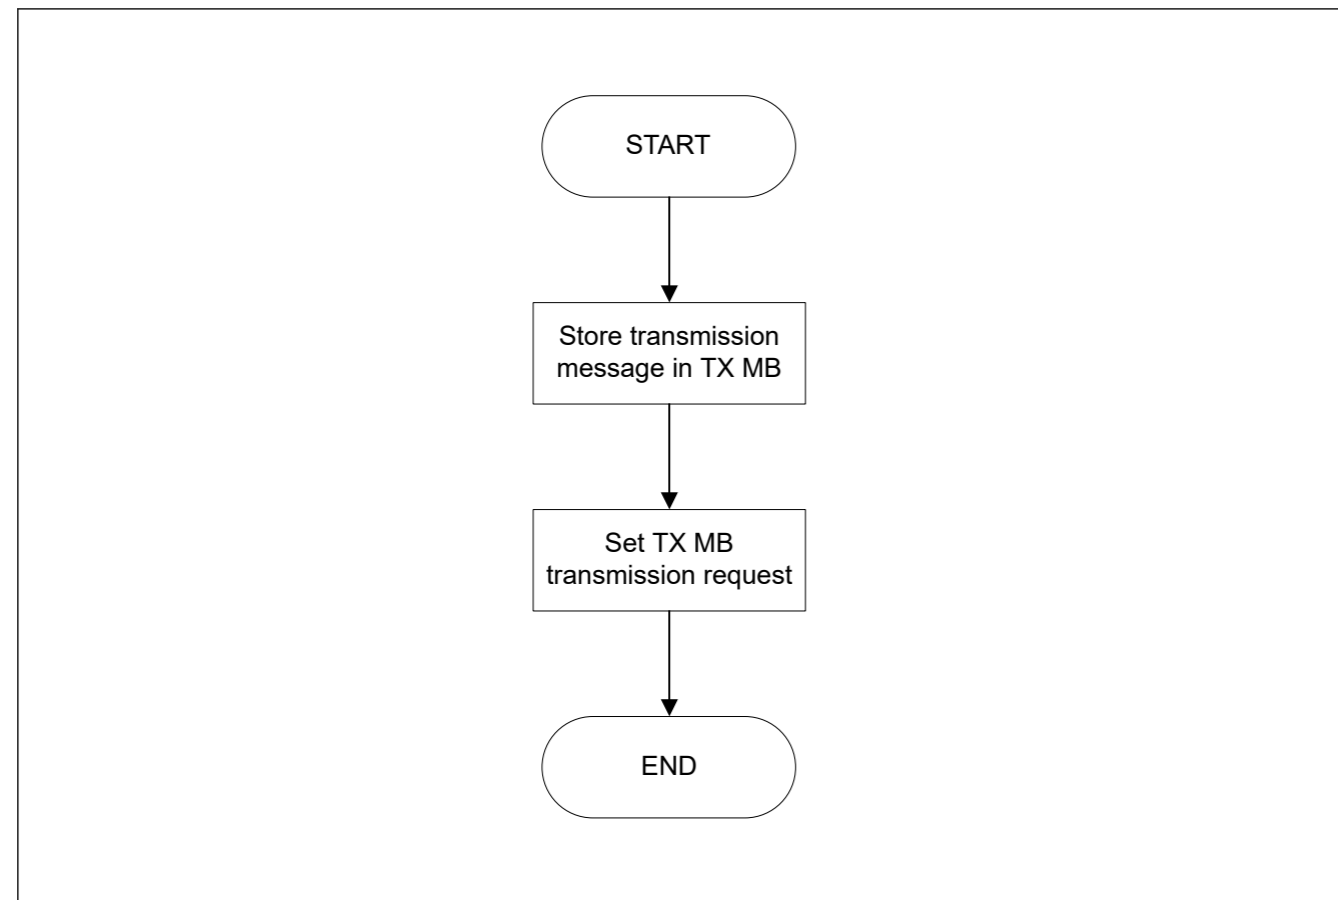 START
Store transmission
message in TX MB
Set TX MB
transmission request
END